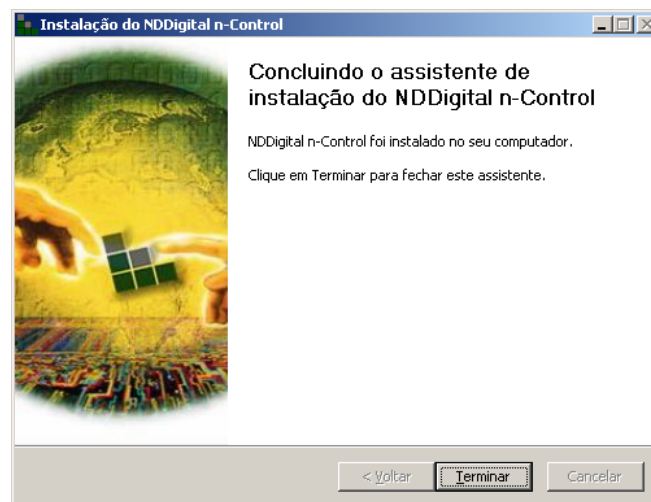 Instalação do NDDigital n-Control
Concluindo o assistente de
instalação do NDDigital n-Control
NDDigital n-Control foi instalado no seu computador.
Clique em Terminar para fechar este assistente.
< Voltar
Terminar
Cancelar